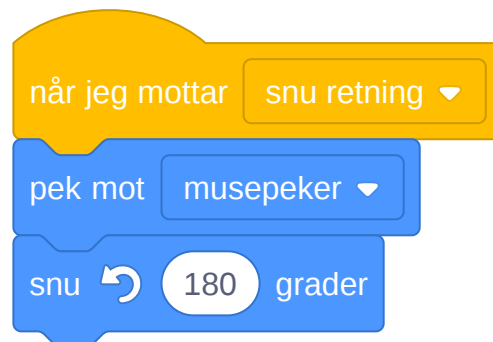 når jeg mottar snu retning
pek mot musepeker
snu 180 grader